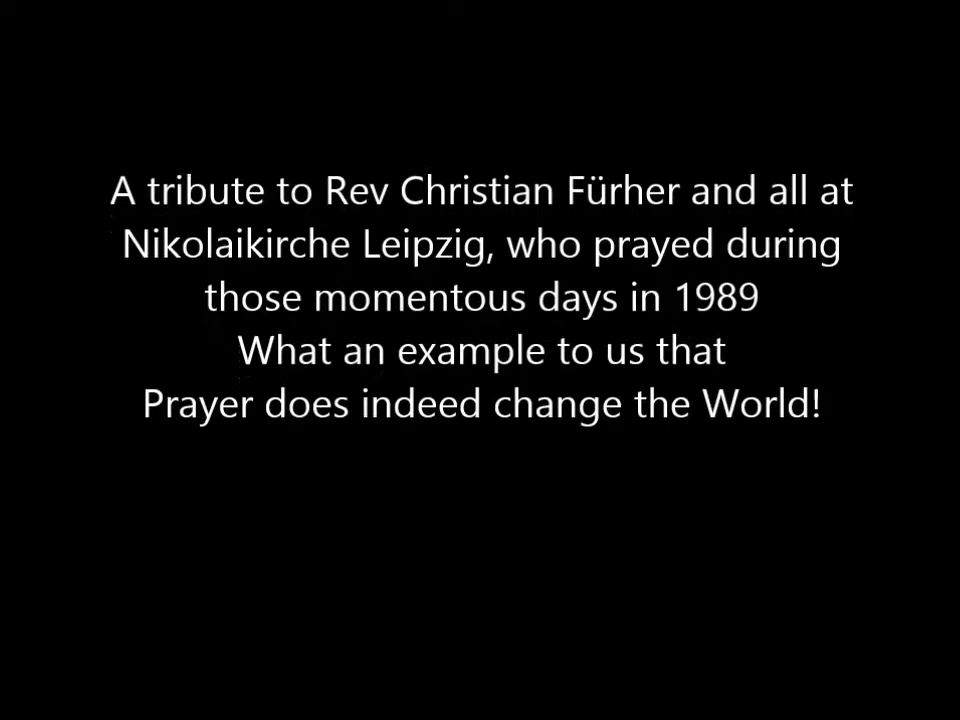 A tribute to Rev Christian Fürher and all at
Nikolaikirche Leipzig, who prayed during
those momentous days in 1989
What an example to us that
Prayer does indeed change the World!